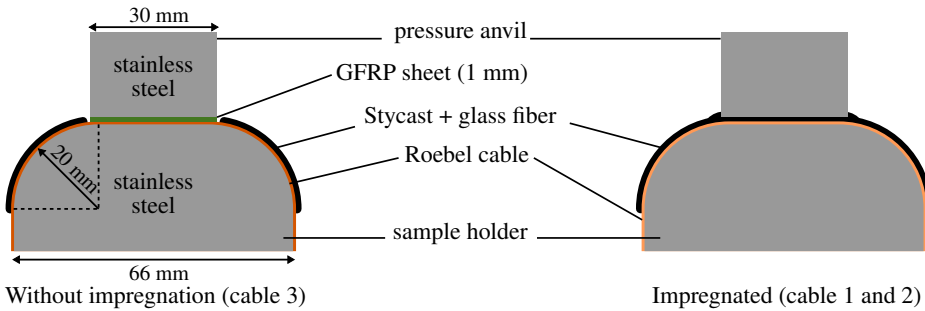 30 mm
pressure anvil
stainless
steel
GFRP sheet (1 mm)
Stycast + glass fiber
Roebel cable
20 mm
stainless
steel
sample holder
66 mm
Without impregnation (cable 3)
Impregnated (cable 1 and 2)